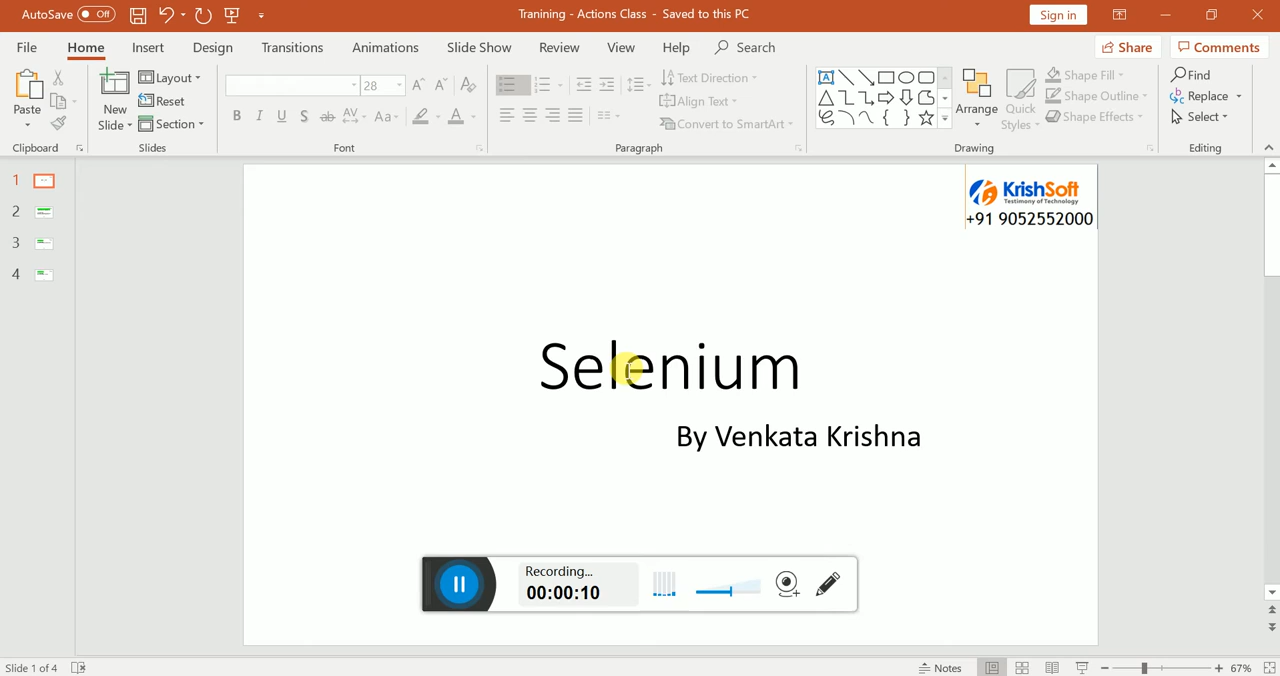 AutoSave Off Tranining - Actions Class - Saved to this PC Sign in
File Home Insert Design Transitions Animations Slide Show Review View Help Search Share Comments
Paste New Slide Layout Reset Section 28 Text Direction Align Text Convert to SmartArt Arrange Quick Styles Shape Fill Shape Outline Shape Effects Find Replace Select
B I U S ab AV Aa A
Clipboard Slides Font Paragraph Drawing Editing
1
2
3
4
KrishSoft
Testimony of Technology
+91 9052552000
Selenium
By Venkata Krishna
Recording...
00:00:10
Slide 1 of 4 Notes 67%